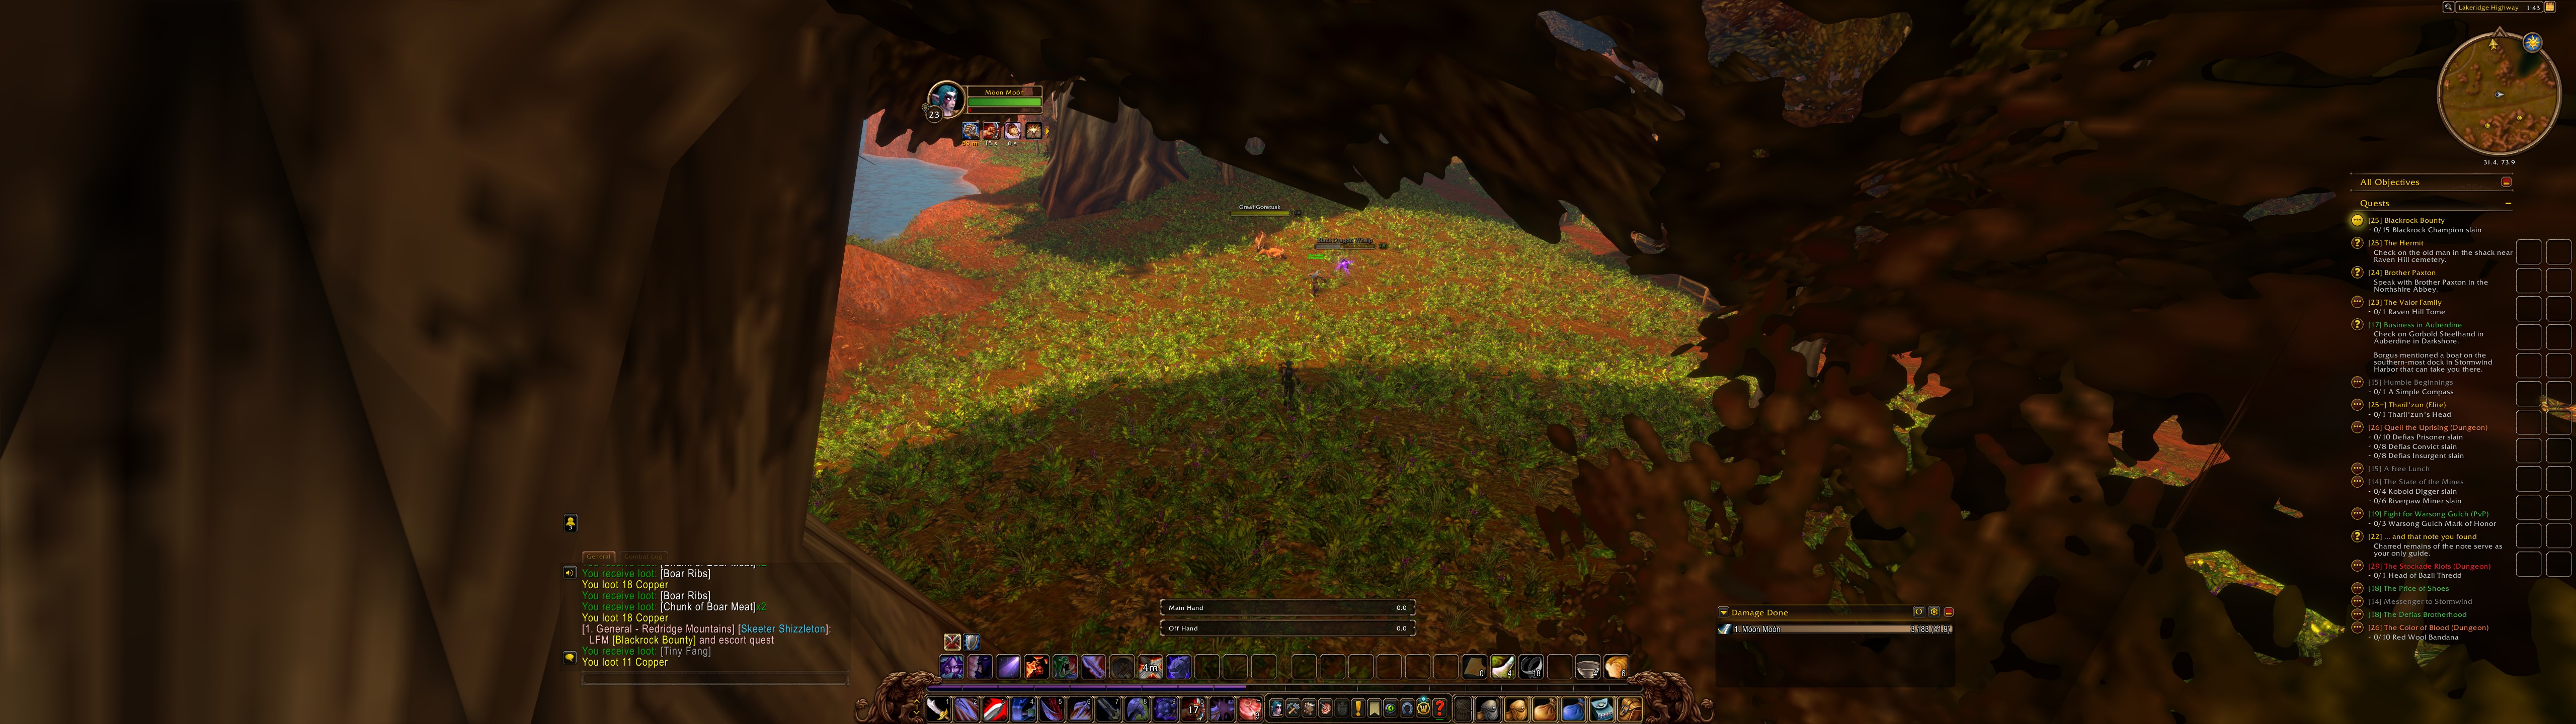 Lakeridge Highway 1:43
Moon Moon
23
15 s 6 s
31.4, 73.9
All Objectives
Quests
Great Goretusk
[25] Blackrock Bounty
- 0/15 Blackrock Champion slain
[25] The Hermit
Check on the old man in the shack near
Raven Hill cemetery.
[24] Brother Paxton
Speak with Brother Paxton in the
Northshire Abbey.
[23] The Valor Family
- 0/1 Raven Hill Tome
[17] Business in Auberdine
Check on Gorbold Steelhand in
Auberdine in Darkshore.
Borgus mentioned a boat on the
southern-most dock in Stormwind
Harbor that can take you there.
[15] Humble Beginnings
- 0/1 A Simple Compass
[25+] Tharil'zun (Elite)
- 0/1 Tharil'zun's Head
[26] Quell the Uprising (Dungeon)
- 0/10 Defias Prisoner slain
- 0/8 Defias Convict slain
- 0/8 Defias Insurgent slain
[15] A Free Lunch
[14] The State of the Mines
- 0/4 Kobold Digger slain
- 0/6 Riverpaw Miner slain
[19] Fight for Warsong Gulch (PvP)
- 0/3 Warsong Gulch Mark of Honor
[22] ... and that note you found
Charred remains of the note serve as
your only guide.
[29] The Stockade Riots (Dungeon)
- 0/1 Head of Bazil Thredd
[18] The Price of Shoes
[14] Messenger to Stormwind
[18] The Defias Brotherhood
[26] The Color of Blood (Dungeon)
- 0/10 Red Wool Bandana
General Combat Log
You receive loot: [Boar Ribs]
You loot 18 Copper
You receive loot: [Boar Ribs]
You receive loot: [Chunk of Boar Meat]x2
You loot 18 Copper
[1. General - Redridge Mountains] [Skeeter Shizzleton]:
LFM [Blackrock Bounty] and escort quest
You receive loot: [Tiny Fang]
You loot 11 Copper
Main Hand 0.0
Off Hand 0.0
Damage Done
1. Moon Moon
4m
17